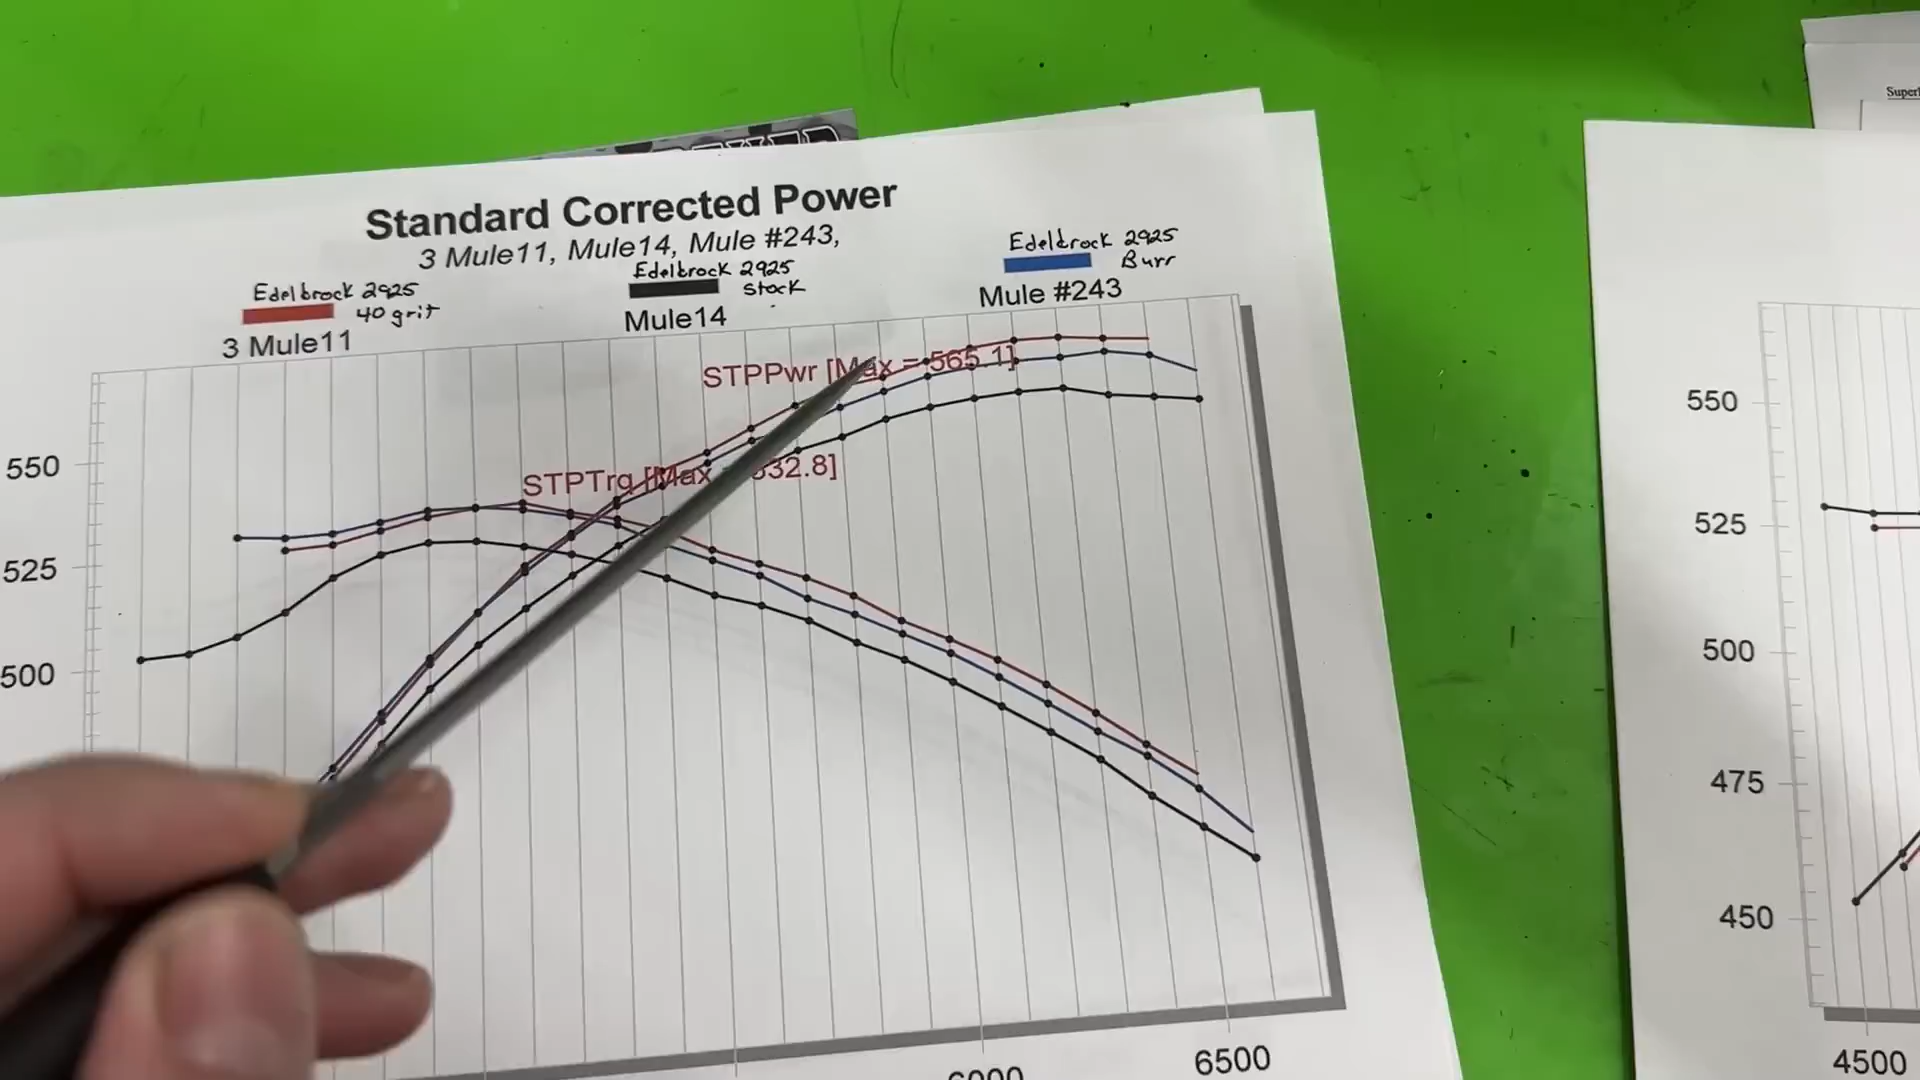 Standard Corrected Power
3 Mule11, Mule14, Mule #243,
Edelbrock 2925
40 grit
3 Mule11
Edelbrock 2925
stock
Mule14
Edelbrock 2925
Burr
Mule #243
STPPwr [Max = 565.1]
STPTrq [Max 532.8]
550
525
500
6000
6500
550
525
500
475
450
4500